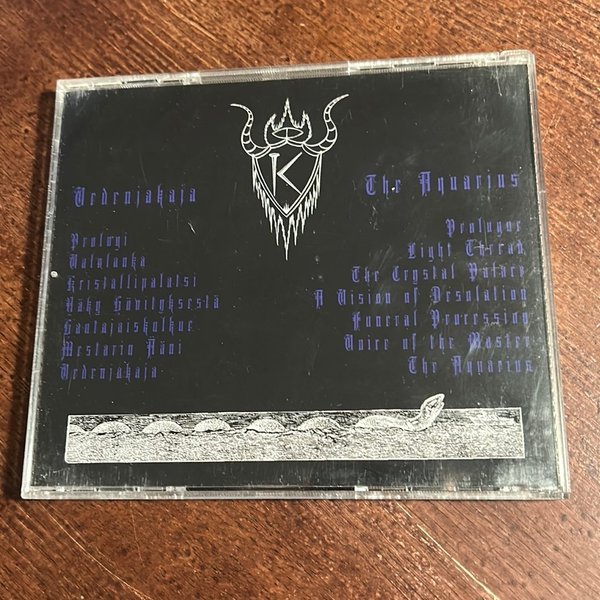 K
Vedenjakaja
Prologi
Valolanka
Kristallipalatsi
Näky Hävityksestä
Hautajaiskulkue
Mestarin Ääni
Vedenjakaja
The Aquarius
Prologue
Light Thread
The Crystal Palace
A Vision of Desolation
Funeral Procession
Voice of the Master
The Aquarius